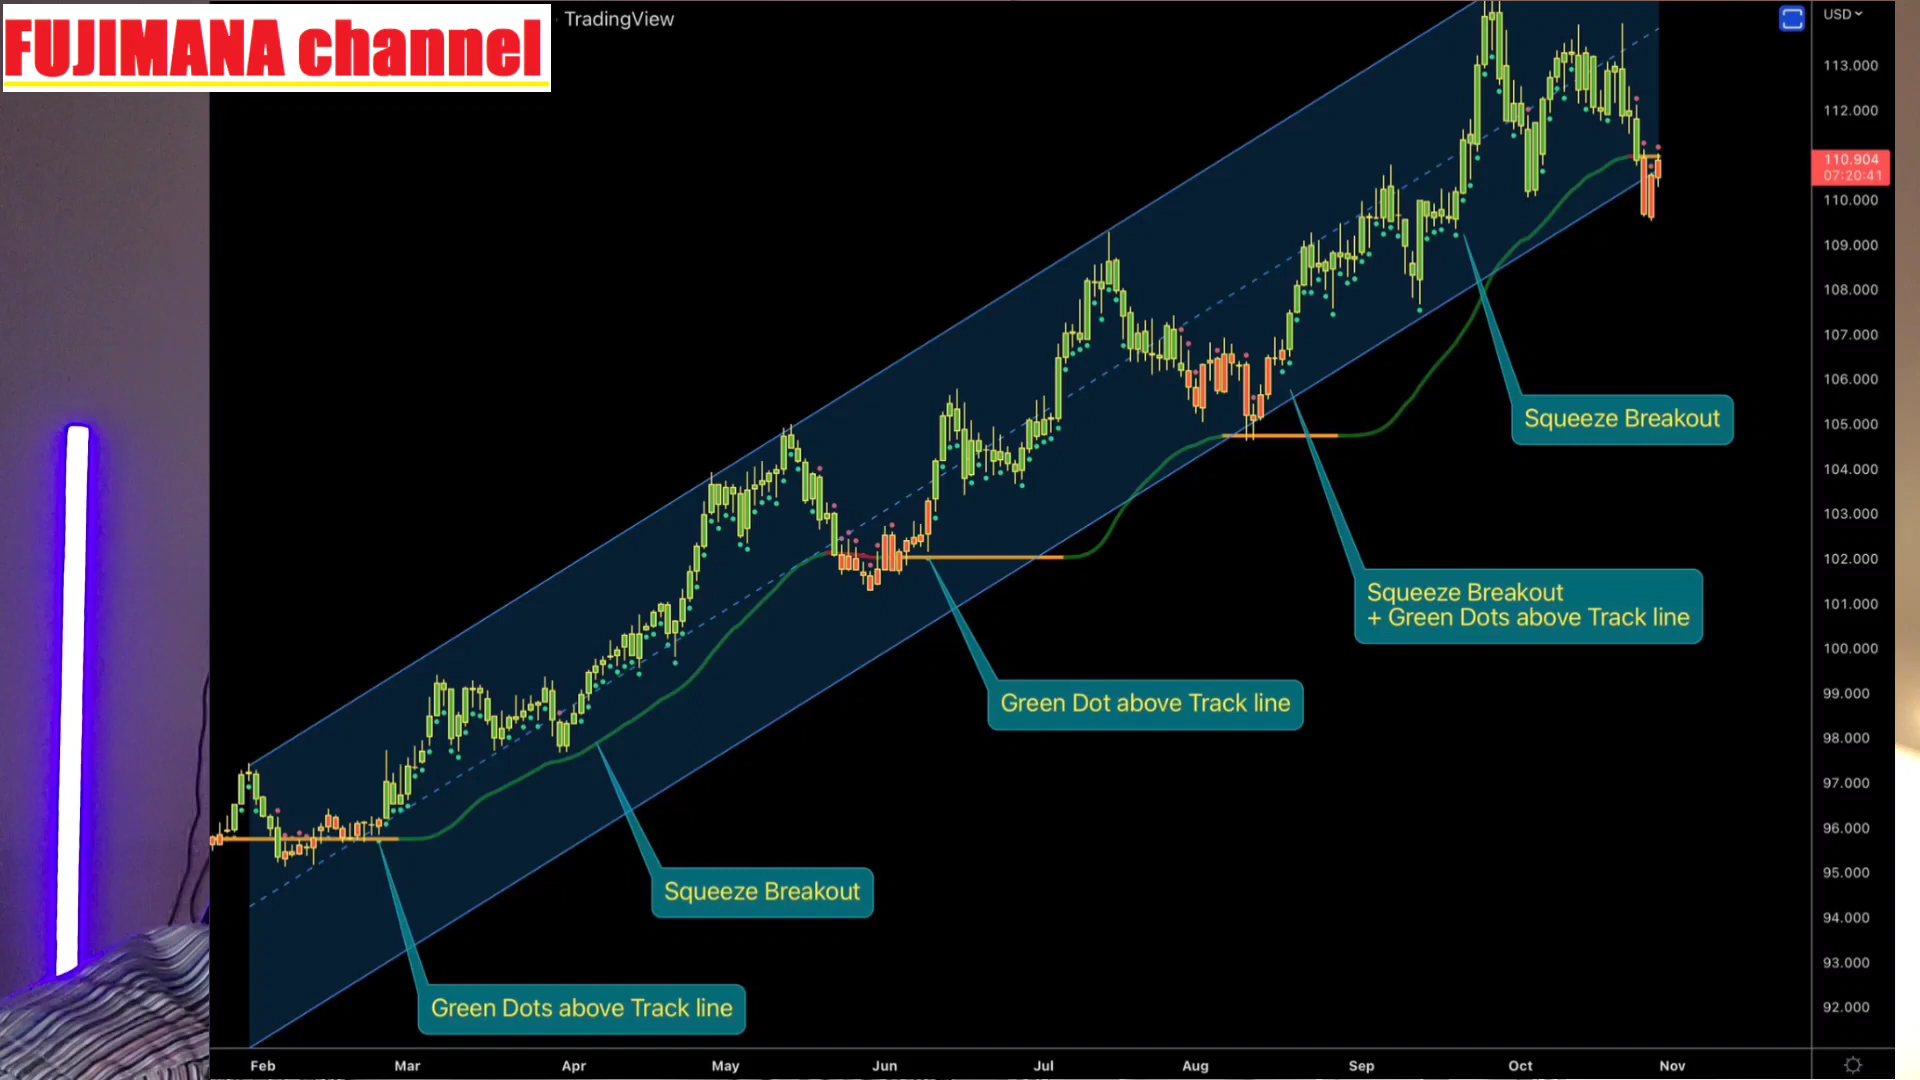 FUJIMANA channel
TradingView
USD
113.000
112.000
110.904
07:20:41
110.000
109.000
108.000
107.000
106.000
105.000
104.000
103.000
102.000
101.000
100.000
99.000
98.000
97.000
96.000
95.000
94.000
93.000
92.000
Squeeze Breakout
Squeeze Breakout
+ Green Dots above Track line
Green Dot above Track line
Squeeze Breakout
Green Dots above Track line
Feb Mar Apr May Jun Jul Aug Sep Oct Nov